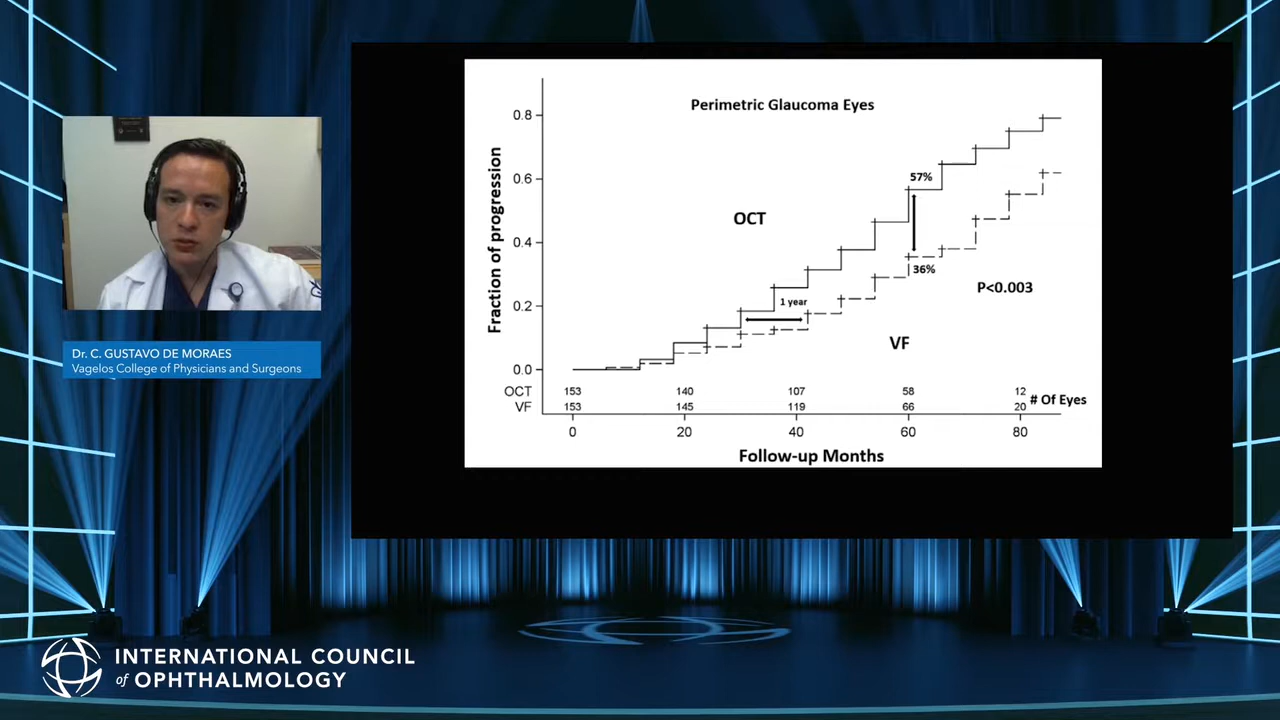 Perimetric Glaucoma Eyes
Fraction of progression
0.8
0.6
0.4
0.2
0.0
OCT
57%
36%
1 year
P<0.003
VF
OCT 153 140 107 58 12
VF 153 145 119 66 20
# Of Eyes
0 20 40 60 80
Follow-up Months
Dr. C. GUSTAVO DE MORAES
Vagelos College of Physicians and Surgeons
INTERNATIONAL COUNCIL
of OPHTHALMOLOGY